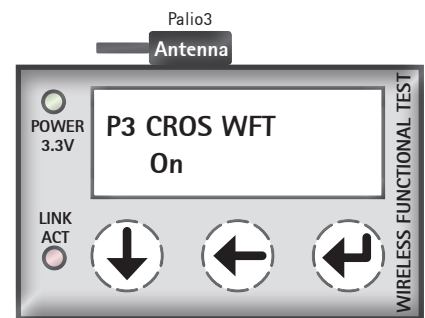 Palio3
Antenna
POWER
3.3V
P3 CROS WFT
On
LINK
ACT
WIRELESS FUNCTIONAL TEST